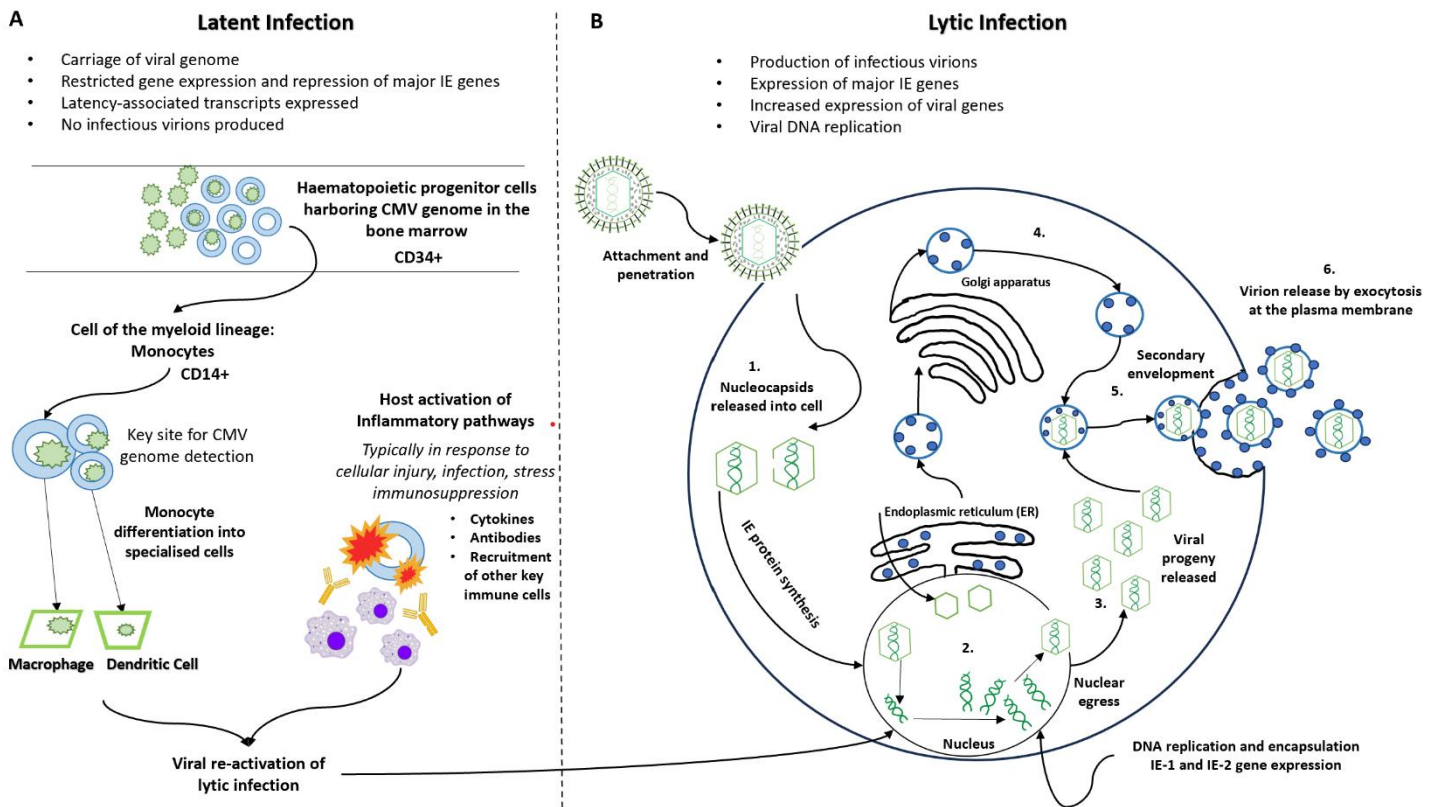 A
Latent Infection
• Carriage of viral genome
• Restricted gene expression and repression of major IE genes
• Latency-associated transcripts expressed
• No infectious virions produced
Haematopoietic progenitor cells
harboring CMV genome in the
bone marrow
CD34+
Cell of the myeloid lineage:
Monocytes
CD14+
Key site for CMV
genome detection
Monocyte
differentiation into
specialised cells
Macrophage
Dendritic Cell
Host activation of
Inflammatory pathways
Typically in response to
cellular injury, infection, stress
immunosuppression
• Cytokines
• Antibodies
• Recruitment
of other key
immune cells
Viral re-activation of
lytic infection
B
Lytic Infection
• Production of infectious virions
• Expression of major IE genes
• Increased expression of viral genes
• Viral DNA replication
Attachment and
penetration
1.
Nucleocapsids
released into cell
IE protein synthesis
4.
Golgi apparatus
Endoplasmic reticulum (ER)
2.
Nucleus
Nuclear
egress
3.
Viral
progeny
released
Secondary
envelopment
5.
6.
Virion release by exocytosis
at the plasma membrane
DNA replication and encapsulation
IE-1 and IE-2 gene expression